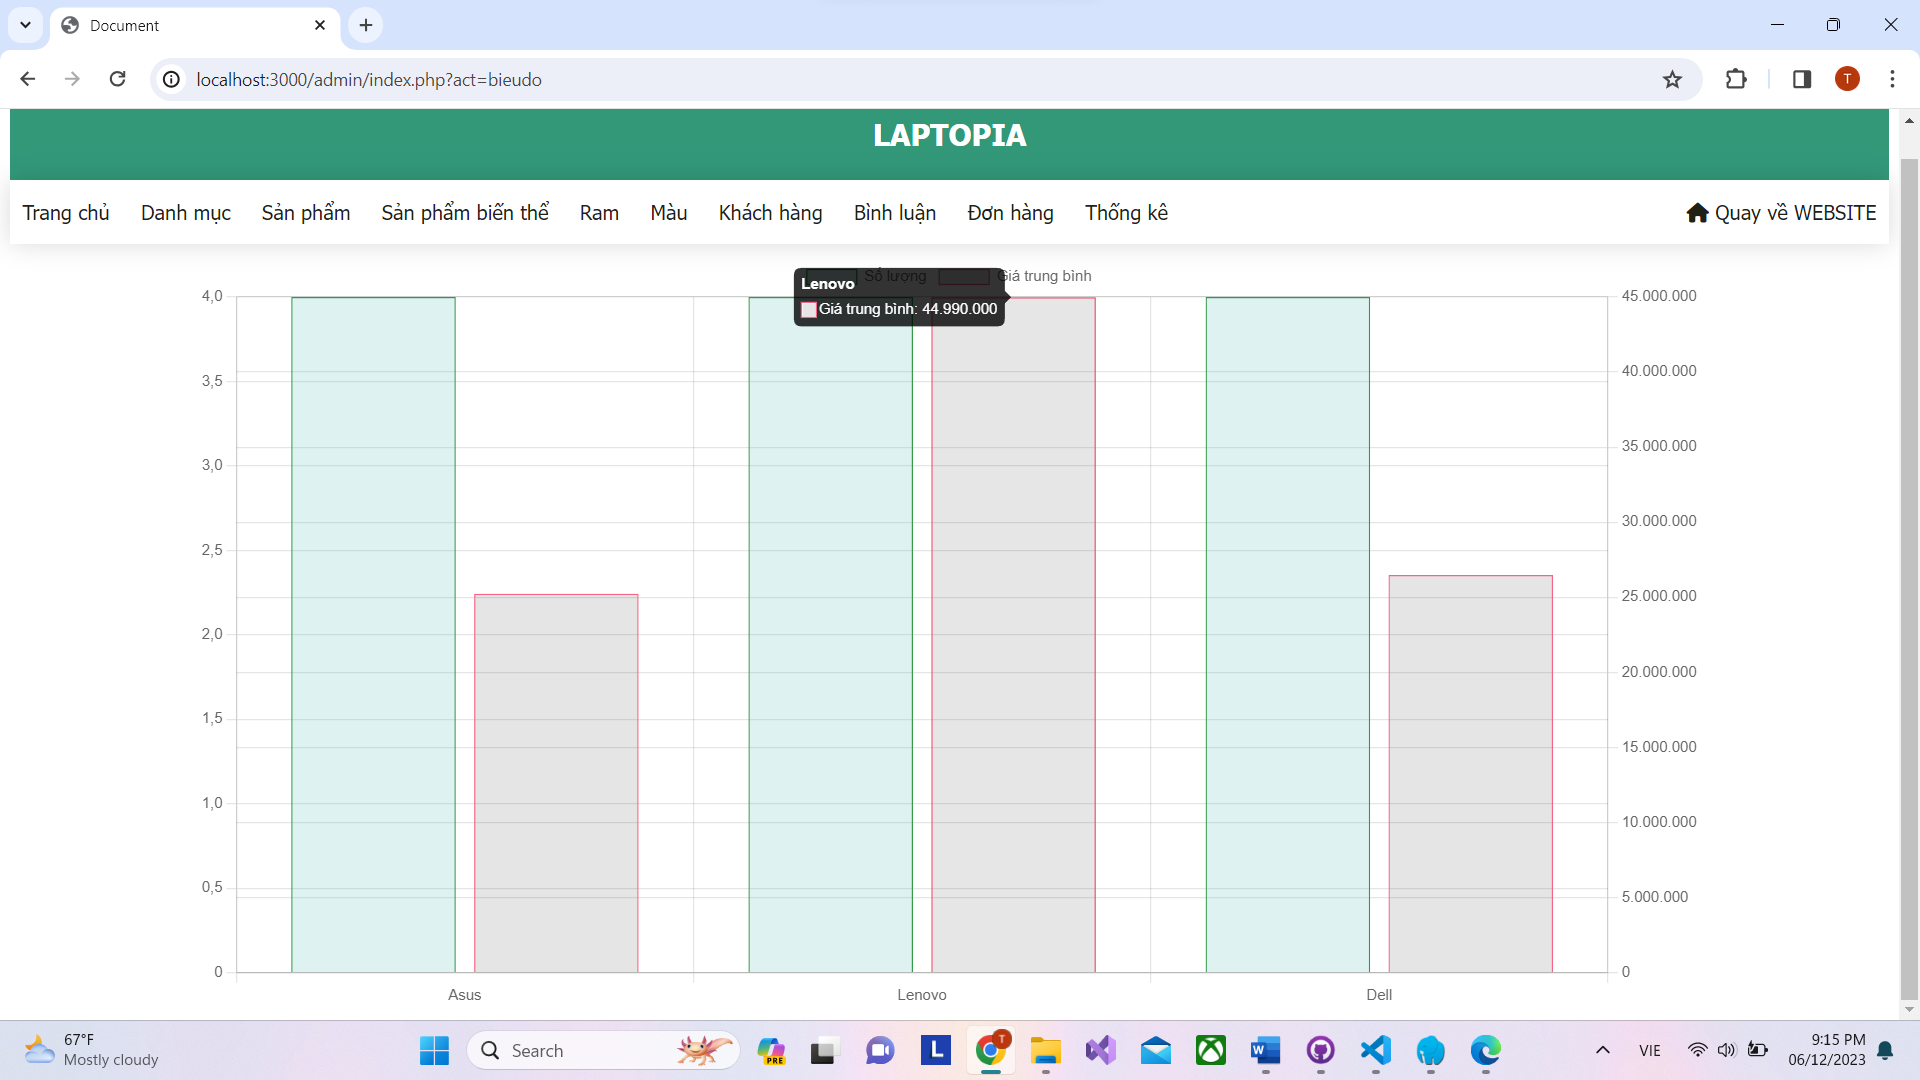 Document
localhost:3000/admin/index.php?act=bieudo
T
LAPTOPIA
Trang chủ Danh mục Sản phẩm Sản phẩm biến thể Ram Màu Khách hàng Bình luận Đơn hàng Thống kê Quay về WEBSITE
Số lượng Giá trung bình
Lenovo
Giá trung bình: 44.990.000
4,0
3,5
3,0
2,5
2,0
1,5
1,0
0,5
0
45.000.000
40.000.000
35.000.000
30.000.000
25.000.000
20.000.000
15.000.000
10.000.000
5.000.000
0
Asus Lenovo Dell
67°F
Mostly cloudy
Search
PRE
L
T
W
VIE
9:15 PM
06/12/2023